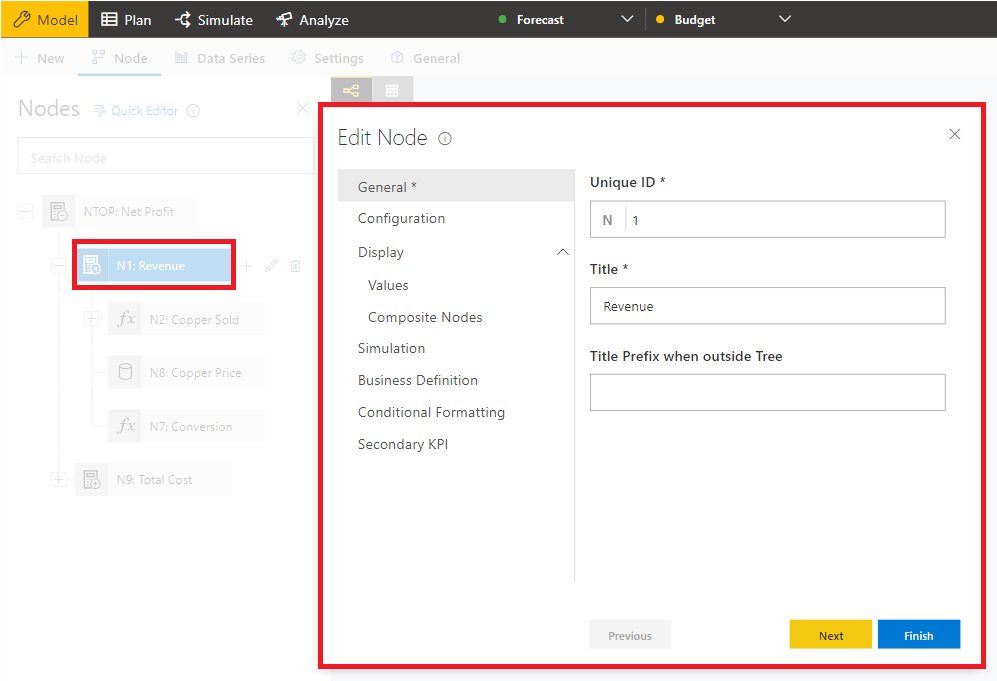 Model Plan Simulate Analyze Forecast Budget
New Node Data Series Settings General
Nodes Quick Editor
Search Node
NTOP: Net Profit
N1: Revenue
N2: Copper Sold
N8: Copper Price
N7: Conversion
N9: Total Cost
Edit Node
General *
Configuration
Display
Values
Composite Nodes
Simulation
Business Definition
Conditional Formatting
Secondary KPI
Unique ID *
N 1
Title *
Revenue
Title Prefix when outside Tree
Previous Next Finish